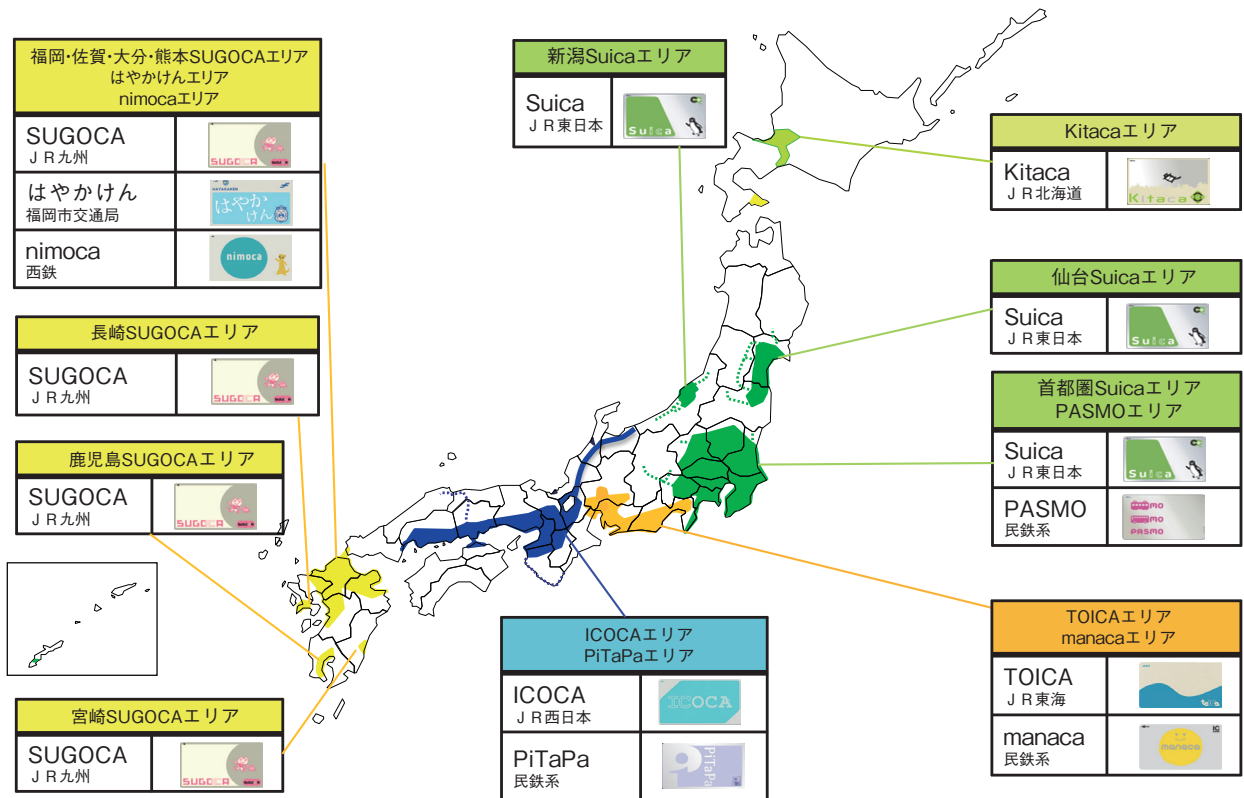 福岡・佐賀・大分・熊本SUGOCAエリア
はやかけんエリア
nimocaエリア
SUGOCA
ＪＲ九州
SUGOCA
はやかけん
福岡市交通局
HAYAKAKEN
はやか
けん
nimoca
西鉄
nimoca
長崎SUGOCAエリア
SUGOCA
ＪＲ九州
SUGOCA
鹿児島SUGOCAエリア
SUGOCA
ＪＲ九州
SUGOCA
宮崎SUGOCAエリア
SUGOCA
ＪＲ九州
SUGOCA
新潟Suicaエリア
Suica
ＪＲ東日本
Suica
Kitacaエリア
Kitaca
ＪＲ北海道
Kitaca
仙台Suicaエリア
Suica
ＪＲ東日本
Suica
首都圏Suicaエリア
PASMOエリア
Suica
ＪＲ東日本
Suica
PASMO
民鉄系
MO
MO
PASMO
ICOCAエリア
PiTaPaエリア
ICOCA
ＪＲ西日本
ICOCA
PiTaPa
民鉄系
PiTaPa
TOICAエリア
manacaエリア
TOICA
ＪＲ東海
TOICA
manaca
民鉄系
manaca